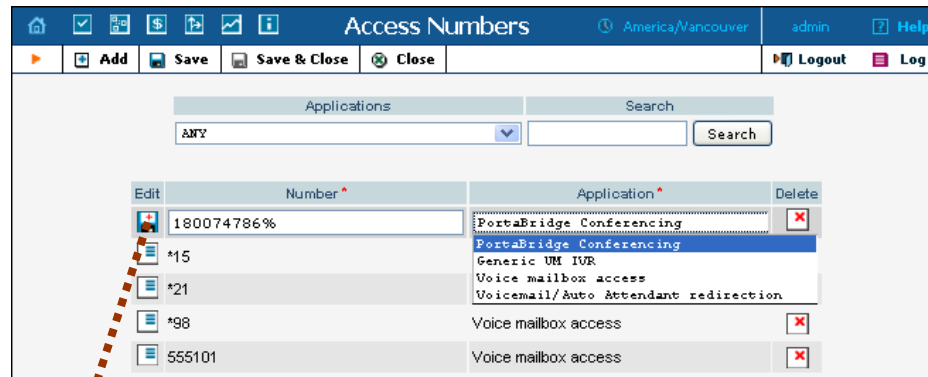 Access Numbers America/Vancouver admin ? Help
Add Save Save & Close Close Logout Log
Applications Search
ANY Search
Edit Number * Application * Delete
180074786% PortaBridge Conferencing
PortaBridge Conferencing
Generic UM IVR
*15
Voice mailbox access
Voicemail/Auto Attendant redirection
*21
*98 Voice mailbox access
555101 Voice mailbox access